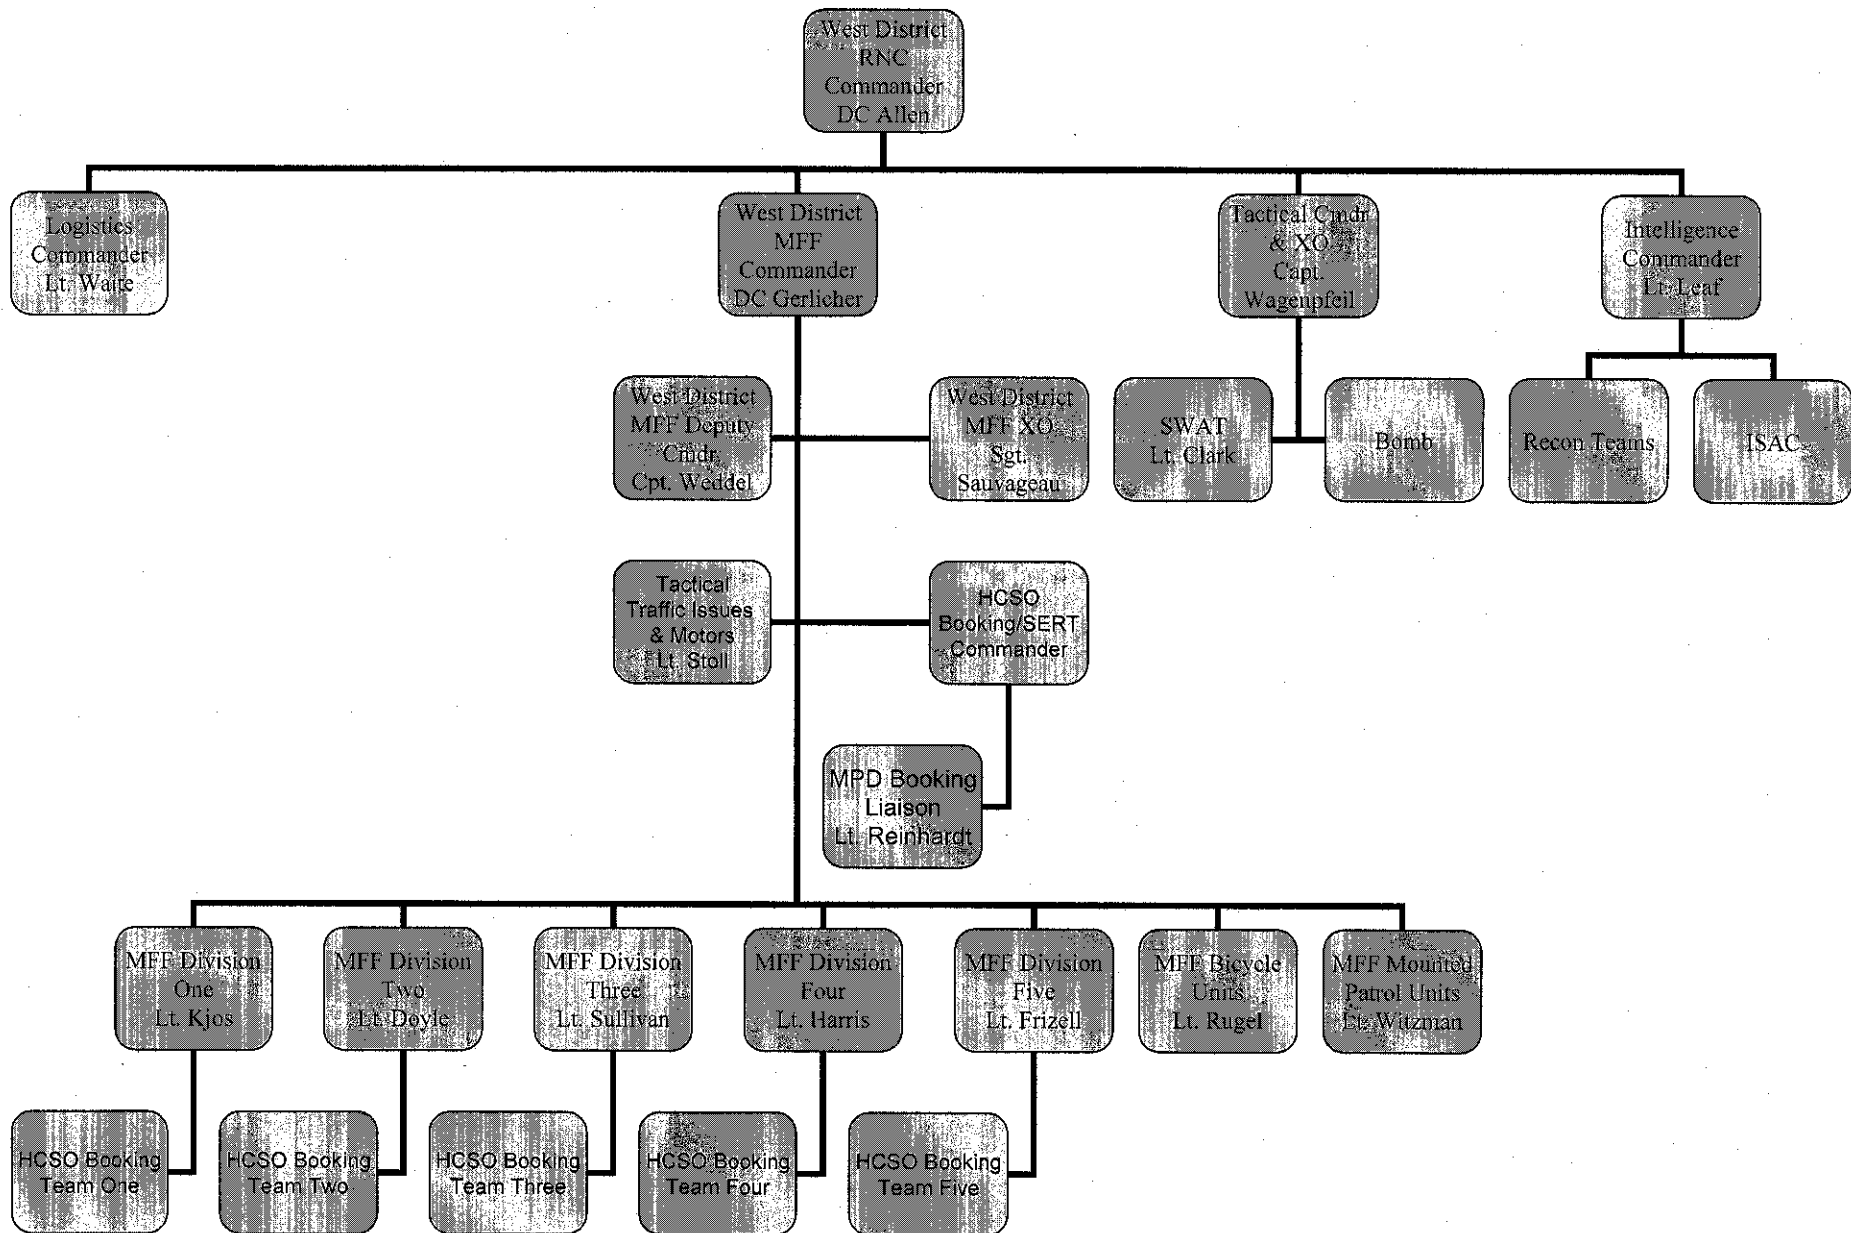 West District
RNC
Commander
DC Allen
Logistics
Commander
Lt. Waite
West District
MFF
Commander
DC Gerlicher
Tactical Cmdr
& XO
Capt.
Wagenpfeil
Intelligence
Commander
Lt. Leaf
West District
MFF Deputy
Cmdr
Cpt. Weddel
West District
MFF XO
Sgt.
Sauvageau
SWAT
Lt. Clark
Bomb
Recon Teams
ISAC
Tactical
Traffic Issues
& Motors
Lt. Stoll
HCSO
Booking/SERT
Commander
MPD Booking
Liaison
Lt. Reinhardt
MFF Division
One
Lt. Kjos
MFF Division
Two
Lt. Doyle
MFF Division
Three
Lt. Sullivan
MFF Division
Four
Lt. Harris
MFF Division
Five
Lt. Frizell
MFF Bicycle
Units
Lt. Rugel
MFF Mounted
Patrol Units
Lt. Witzman
HCSO Booking
Team One
HCSO Booking
Team Two
HCSO Booking
Team Three
HCSO Booking
Team Four
HCSO Booking
Team Five